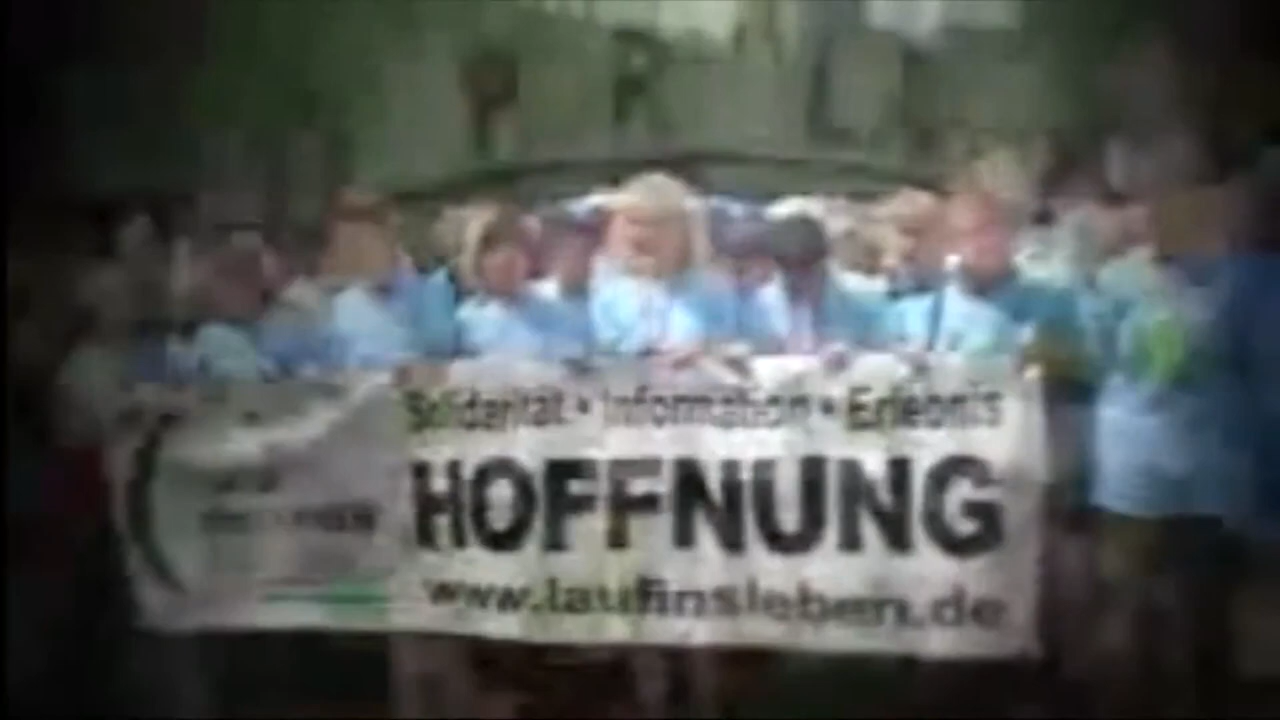 Solidarität • Information • Erlebnis
HOFFNUNG
www.laufinsleben.de